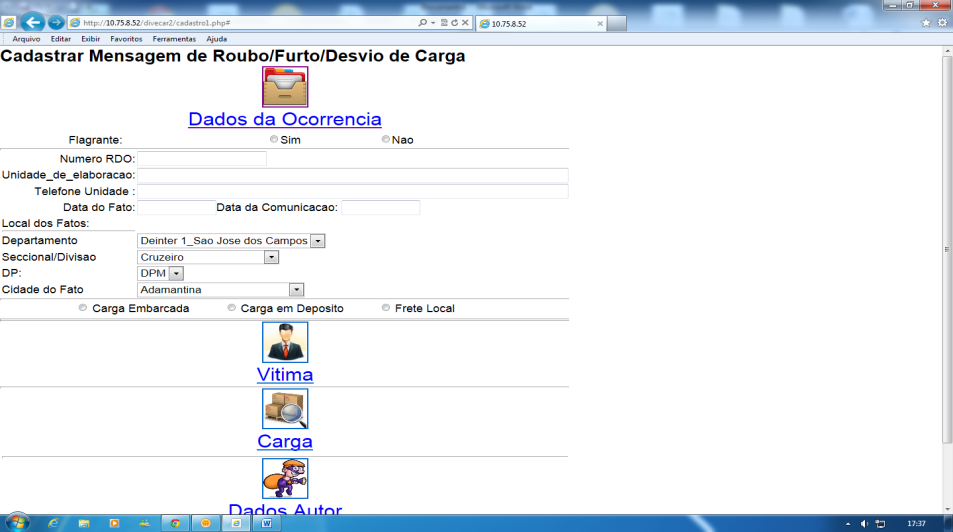 http://10.75.8.52/divecar2/cadastro1.php#
10.75.8.52
Arquivo Editar Exibir Favoritos Ferramentas Ajuda
Cadastrar Mensagem de Roubo/Furto/Desvio de Carga
Dados da Ocorrencia
Flagrante: Sim Nao
Numero RDO:
Unidade_de_elaboracao:
Telefone Unidade :
Data do Fato: Data da Comunicacao:
Local dos Fatos:
Departamento Deinter 1_Sao Jose dos Campos
Seccional/Divisao Cruzeiro
DP: DPM
Cidade do Fato Adamantina
Carga Embarcada Carga em Deposito Frete Local
Vitima
Carga
Dados Autor
17:37